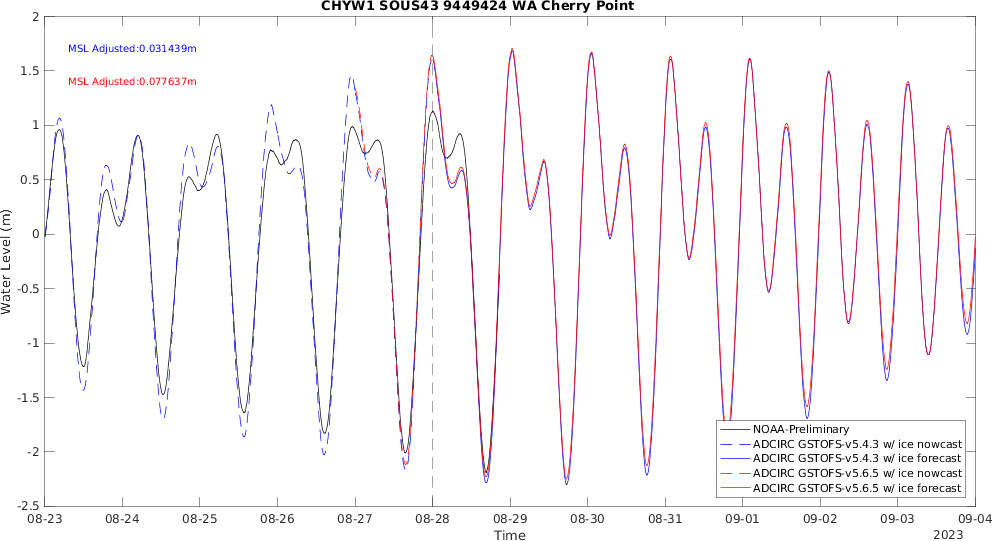 CHYW1 SOUS43 9449424 WA Cherry Point
MSL Adjusted:0.031439m
MSL Adjusted:0.077637m
Water Level (m)
2
1.5
1
0.5
0
-0.5
-1
-1.5
-2
-2.5
NOAA-Preliminary
ADCIRC GSTOFS-v5.4.3 w/ ice nowcast
ADCIRC GSTOFS-v5.4.3 w/ ice forecast
ADCIRC GSTOFS-v5.6.5 w/ ice nowcast
ADCIRC GSTOFS-v5.6.5 w/ ice forecast
08-23 08-24 08-25 08-26 08-27 08-28 08-29 08-30 08-31 09-01 09-02 09-03 09-04
Time
2023